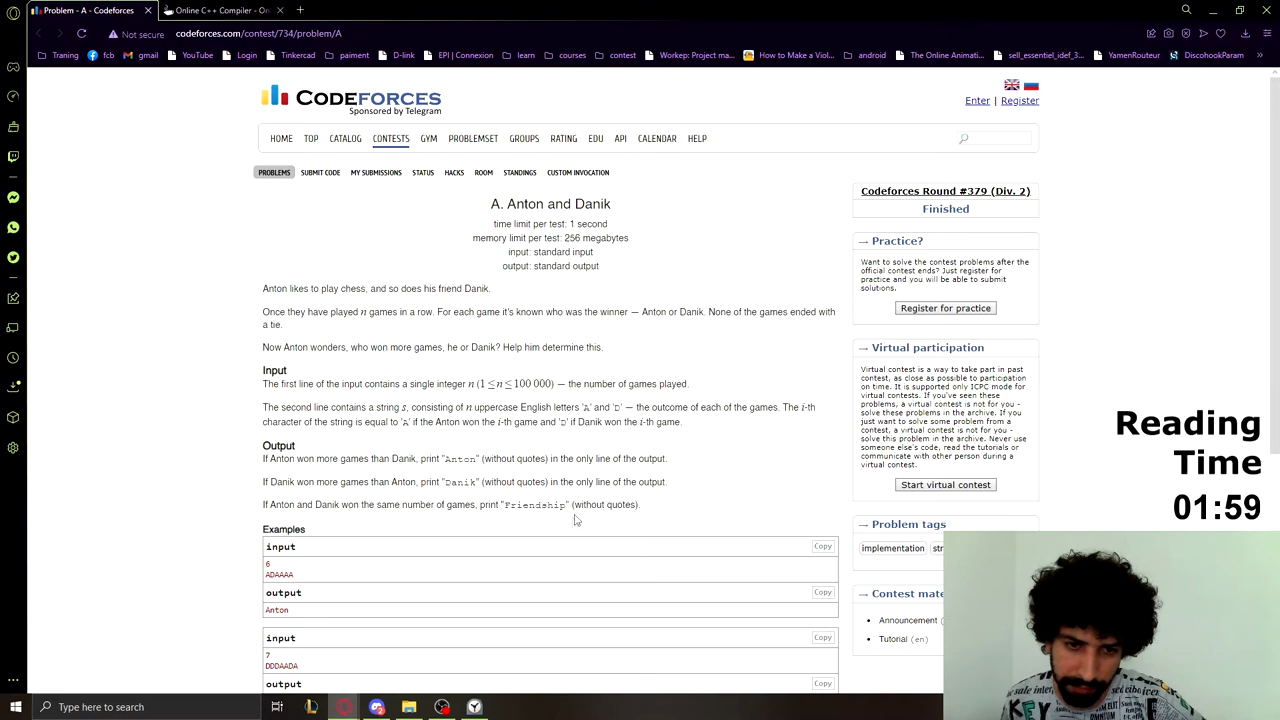 Problem - A - Codeforces
Online C++ Compiler - On
Not secure
codeforces.com/contest/734/problem/A
Traning
fcb
gmail
YouTube
Login
Tinkercad
paiment
D-link
EPI | Connexion
learn
courses
contest
Workep: Project ma...
How to Make a Viol...
android
The Online Animati...
sell_essentiel_idef_3...
YamenRouteur
DiscohookParam
CODEFORCES
Sponsored by Telegram
Enter | Register
HOME TOP CATALOG CONTESTS GYM PROBLEMSET GROUPS RATING EDU API CALENDAR HELP
PROBLEMS SUBMIT CODE MY SUBMISSIONS STATUS HACKS ROOM STANDINGS CUSTOM INVOCATION
A. Anton and Danik
time limit per test: 1 second
memory limit per test: 256 megabytes
input: standard input
output: standard output
Anton likes to play chess, and so does his friend Danik.
Once they have played n games in a row. For each game it's known who was the winner — Anton or Danik. None of the games ended with
a tie.
Now Anton wonders, who won more games, he or Danik? Help him determine this.
Input
The first line of the input contains a single integer n (1 ≤ n ≤ 100 000) — the number of games played.
The second line contains a string s, consisting of n uppercase English letters 'A' and 'D' — the outcome of each of the games. The i-th
character of the string is equal to 'A' if the Anton won the i-th game and 'D' if Danik won the i-th game.
Output
If Anton won more games than Danik, print "Anton" (without quotes) in the only line of the output.
If Danik won more games than Anton, print "Danik" (without quotes) in the only line of the output.
If Anton and Danik won the same number of games, print "Friendship" (without quotes).
Examples
input
Copy
6
ADAAAA
output
Copy
Anton
input
Copy
7
DDDAADA
output
Copy
Codeforces Round #379 (Div. 2)
Finished
→ Practice?
Want to solve the contest problems after the
official contest ends? Just register for
practice and you will be able to submit
solutions.
Register for practice
→ Virtual participation
Virtual contest is a way to take part in past
contest, as close as possible to participation
on time. It is supported only ICPC mode for
virtual contests. If you've seen these
problems, a virtual contest is not for you -
solve these problems in the archive. If you
just want to solve some problem from a
contest, a virtual contest is not for you -
solve this problem in the archive. Never use
someone else's code, read the tutorials or
communicate with other person during a
virtual contest.
Start virtual contest
→ Problem tags
implementation
str
→ Contest mate
Announcement
Tutorial (en)
Reading
Time
01:59
Type here to search